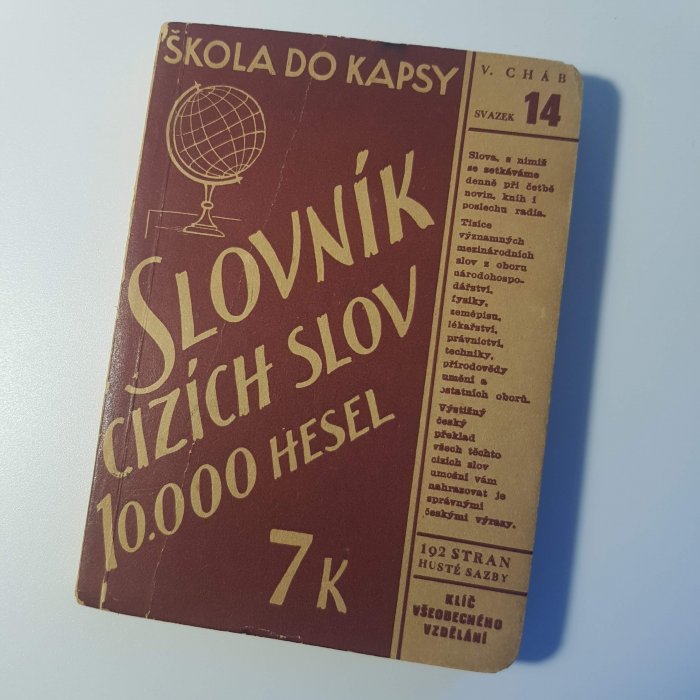 ŠKOLA DO KAPSY
SLOVNÍK
CIZÍCH SLOV
10.000 HESEL
7 K
V. CHÁB
SVAZEK 14
Slova, s nimiž
se setkáváme
denně při četbě
novin, knih i
poslechu radia.
Tisíce
významných
mezinárodních
slov z oboru
národohospo-
dářství,
fysiky,
zeměpisu,
lékařství,
právnictví,
techniky,
přírodovědy
umění a
ostatních oborů.
Výstižný
český
překlad
všech těchto
cizích slov
umožní vám
nahrazovat je
správnými
českými výrazy.
192 STRAN
HUSTÉ SAZBY
KLÍČ
VŠEOBECNÉHO
VZDĚLÁNÍ